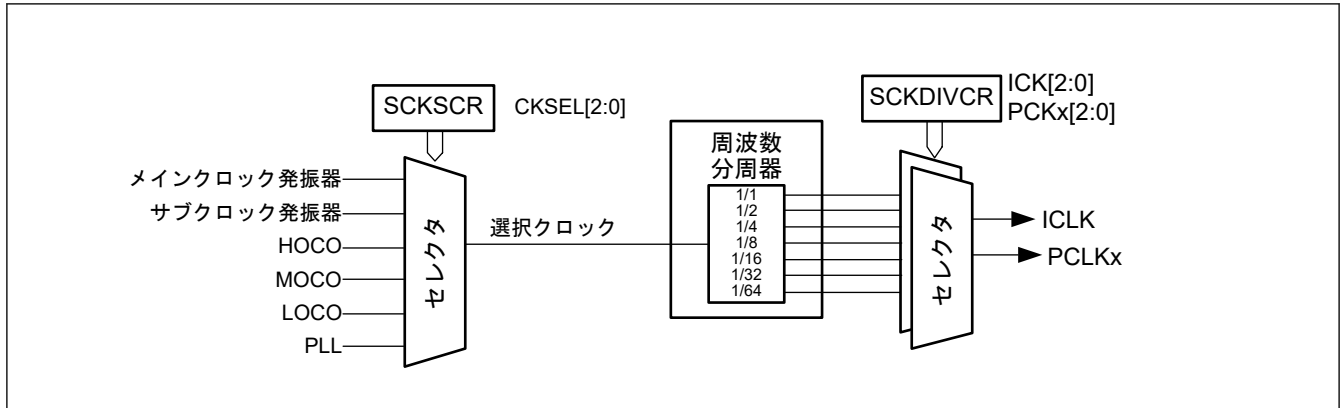 SCKSCR
CKSEL[2:0]
SCKDIVCR
ICK[2:0]
PCKx[2:0]
メインクロック発振器
サブクロック発振器
HOCO
MOCO
LOCO
PLL
セレクタ
選択クロック
周波数
分周器
1/1
1/2
1/4
1/8
1/16
1/32
1/64
セレクタ
ICLK
PCLKx